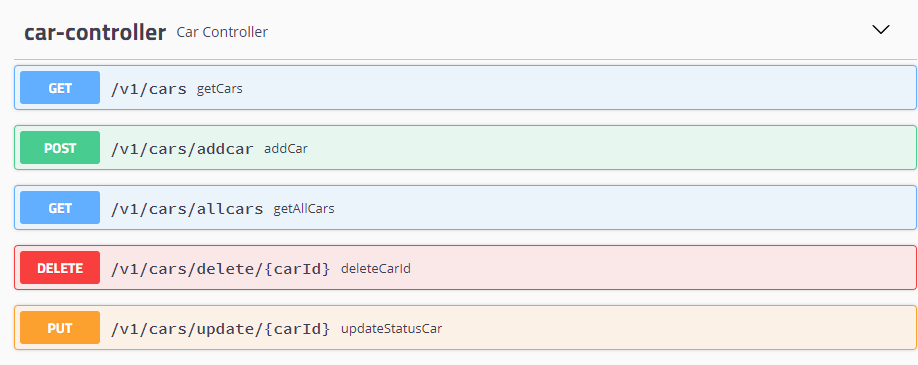 car-controller Car Controller
GET /v1/cars getCars
POST /v1/cars/addcar addCar
GET /v1/cars/allcars getAllCars
DELETE /v1/cars/delete/{carId} deleteCarId
PUT /v1/cars/update/{carId} updateStatusCar